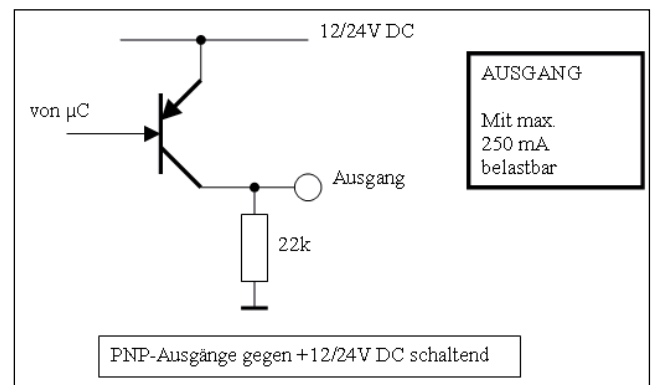 12/24V DC
AUSGANG
Mit max.
250 mA
belastbar
von µC
Ausgang
22k
PNP-Ausgänge gegen +12/24V DC schaltend